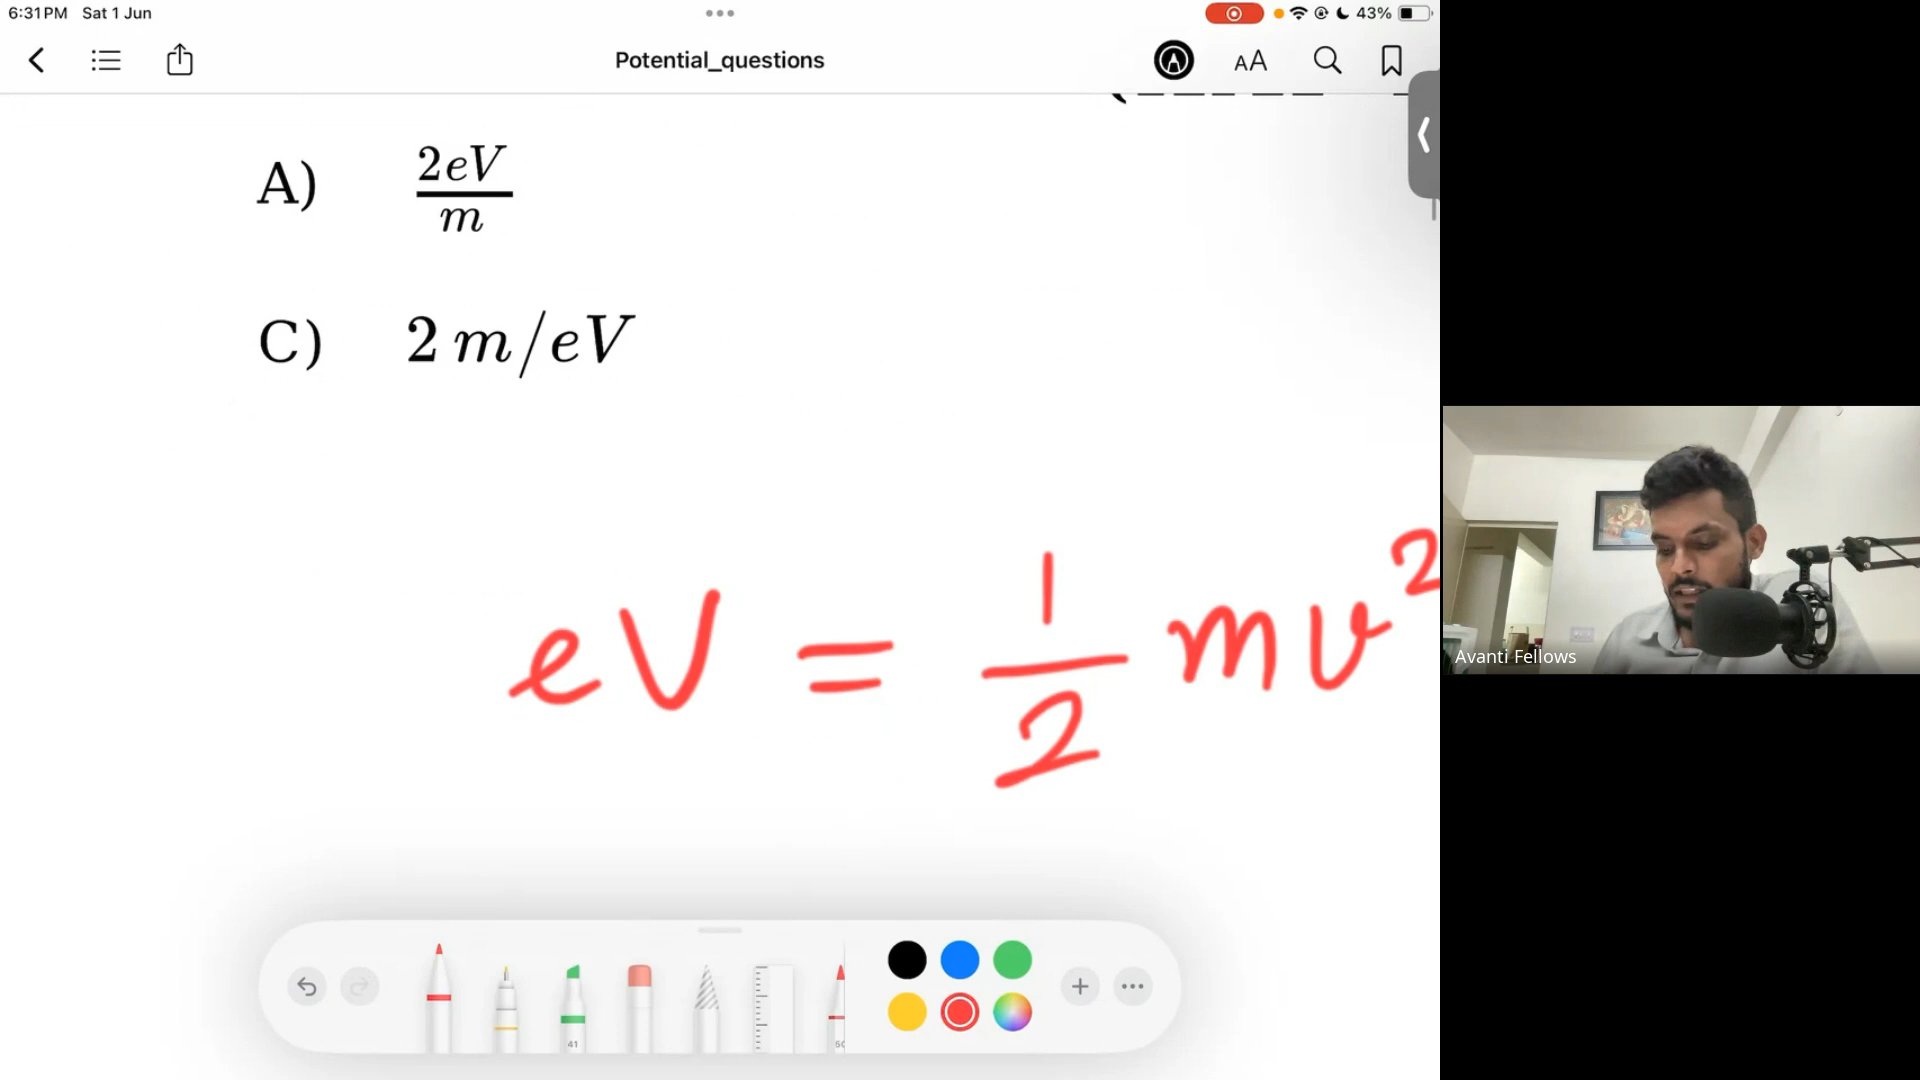 6:31 PM Sat 1 Jun
43%
Potential_questions
AA
A) 2eV/m
C) 2 m/eV
eV = 1/2 mv²
41
50
Avanti Fellows